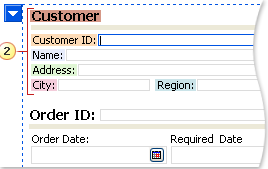 Customer
Customer ID:
2
Name:
Address:
City: Region:
Order ID:
Order Date: Required Date